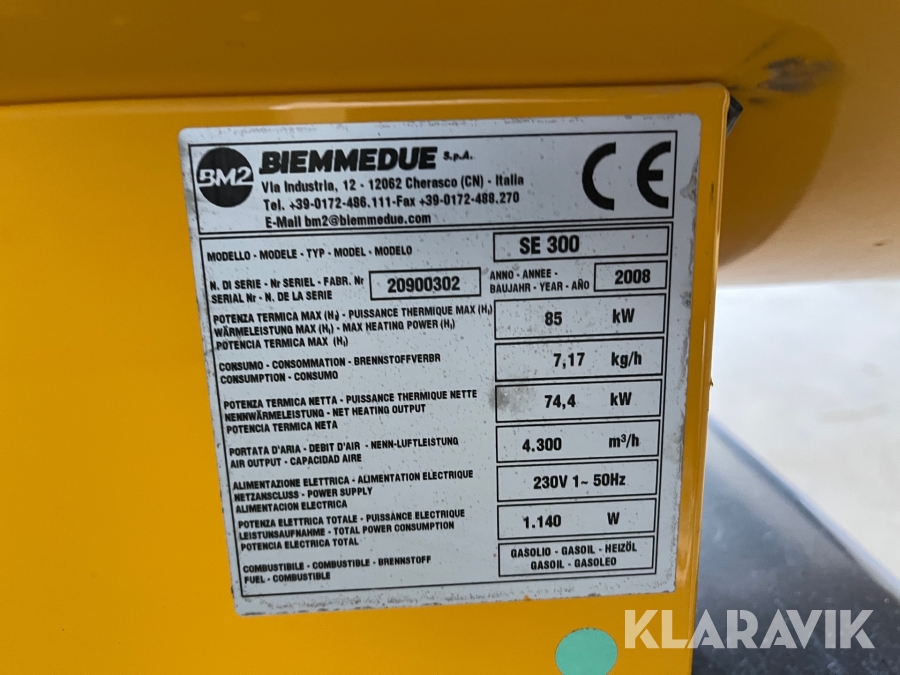 BM2 BIEMMEDUE S.p.A.
Via Industria, 12 - 12062 Cherasco (CN) - Italia
Tel. +39-0172-486.111-Fax +39-0172-488.270
E-Mail bm2@biemmedue.com
CE
MODELLO - MODELE - TYP - MODEL - MODELO
SE 300
N. DI SERIE - Nr SERIEL - FABR. Nr
SERIAL Nr - N. DE LA SERIE
20900302
ANNO - ANNEE -
BAUJAHR - YEAR - AÑO
2008
POTENZA TERMICA MAX (Hi) - PUISSANCE THERMIQUE MAX (Hi)
WÄRMELEISTUNG MAX (Hi) - MAX HEATING POWER (Hi)
POTENCIA TERMICA MAX (Hi)
85 kW
CONSUMO - CONSOMMATION - BRENNSTOFFVERBR
CONSUMPTION - CONSUMO
7,17 kg/h
POTENZA TERMICA NETTA - PUISSANCE THERMIQUE NETTE
NENNWÄRMELEISTUNG - NET HEATING OUTPUT
POTENCIA TERMICA NETA
74,4 kW
PORTATA D'ARIA - DEBIT D'AIR - NENN-LUFTLEISTUNG
AIR OUTPUT - CAPACIDAD AIRE
4.300 m³/h
ALIMENTAZIONE ELETTRICA - ALIMENTATION ELECTRIQUE
NETZANSCLUSS - POWER SUPPLY
ALIMENTACION ELECTRICA
230V 1~ 50Hz
POTENZA ELETTRICA TOTALE - PUISSANCE ELECTRIQUE
LEISTUNSAUFNAHME - TOTAL POWER CONSUMPTION
POTENCIA ELECTRICA TOTAL
1.140 W
COMBUSTIBILE - COMBUSTIBLE - BRENNSTOFF
FUEL - COMBUSTIBLE
GASOLIO - GASOIL - HEIZÖL
GASOIL - GASOLEO
KLARAVIK